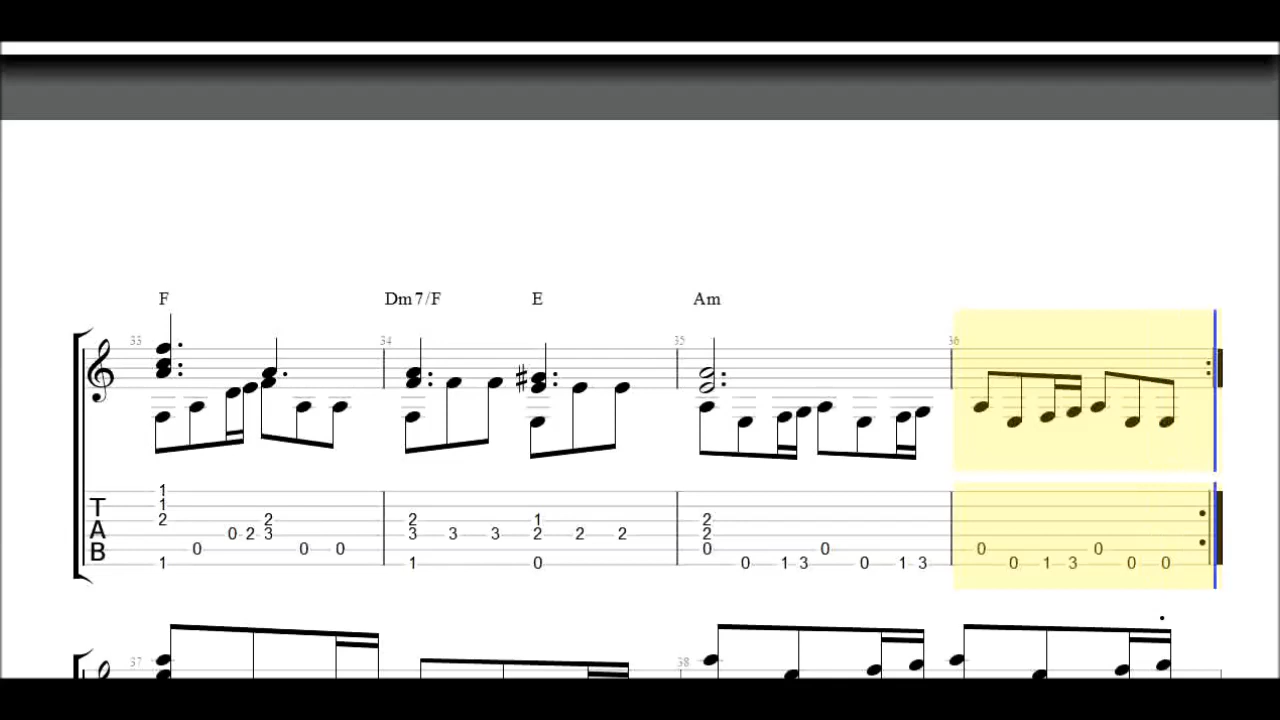 F Dm7/F E Am
33 34 35 36
T
A
B
1 1
1
2 2 2 1 2
0 2 3 3 3 3 2 2 2 2
0 0 0 0 0 0 0
1 1 0 0 1 3 0 1 3 0 1 3 0 0
37 38